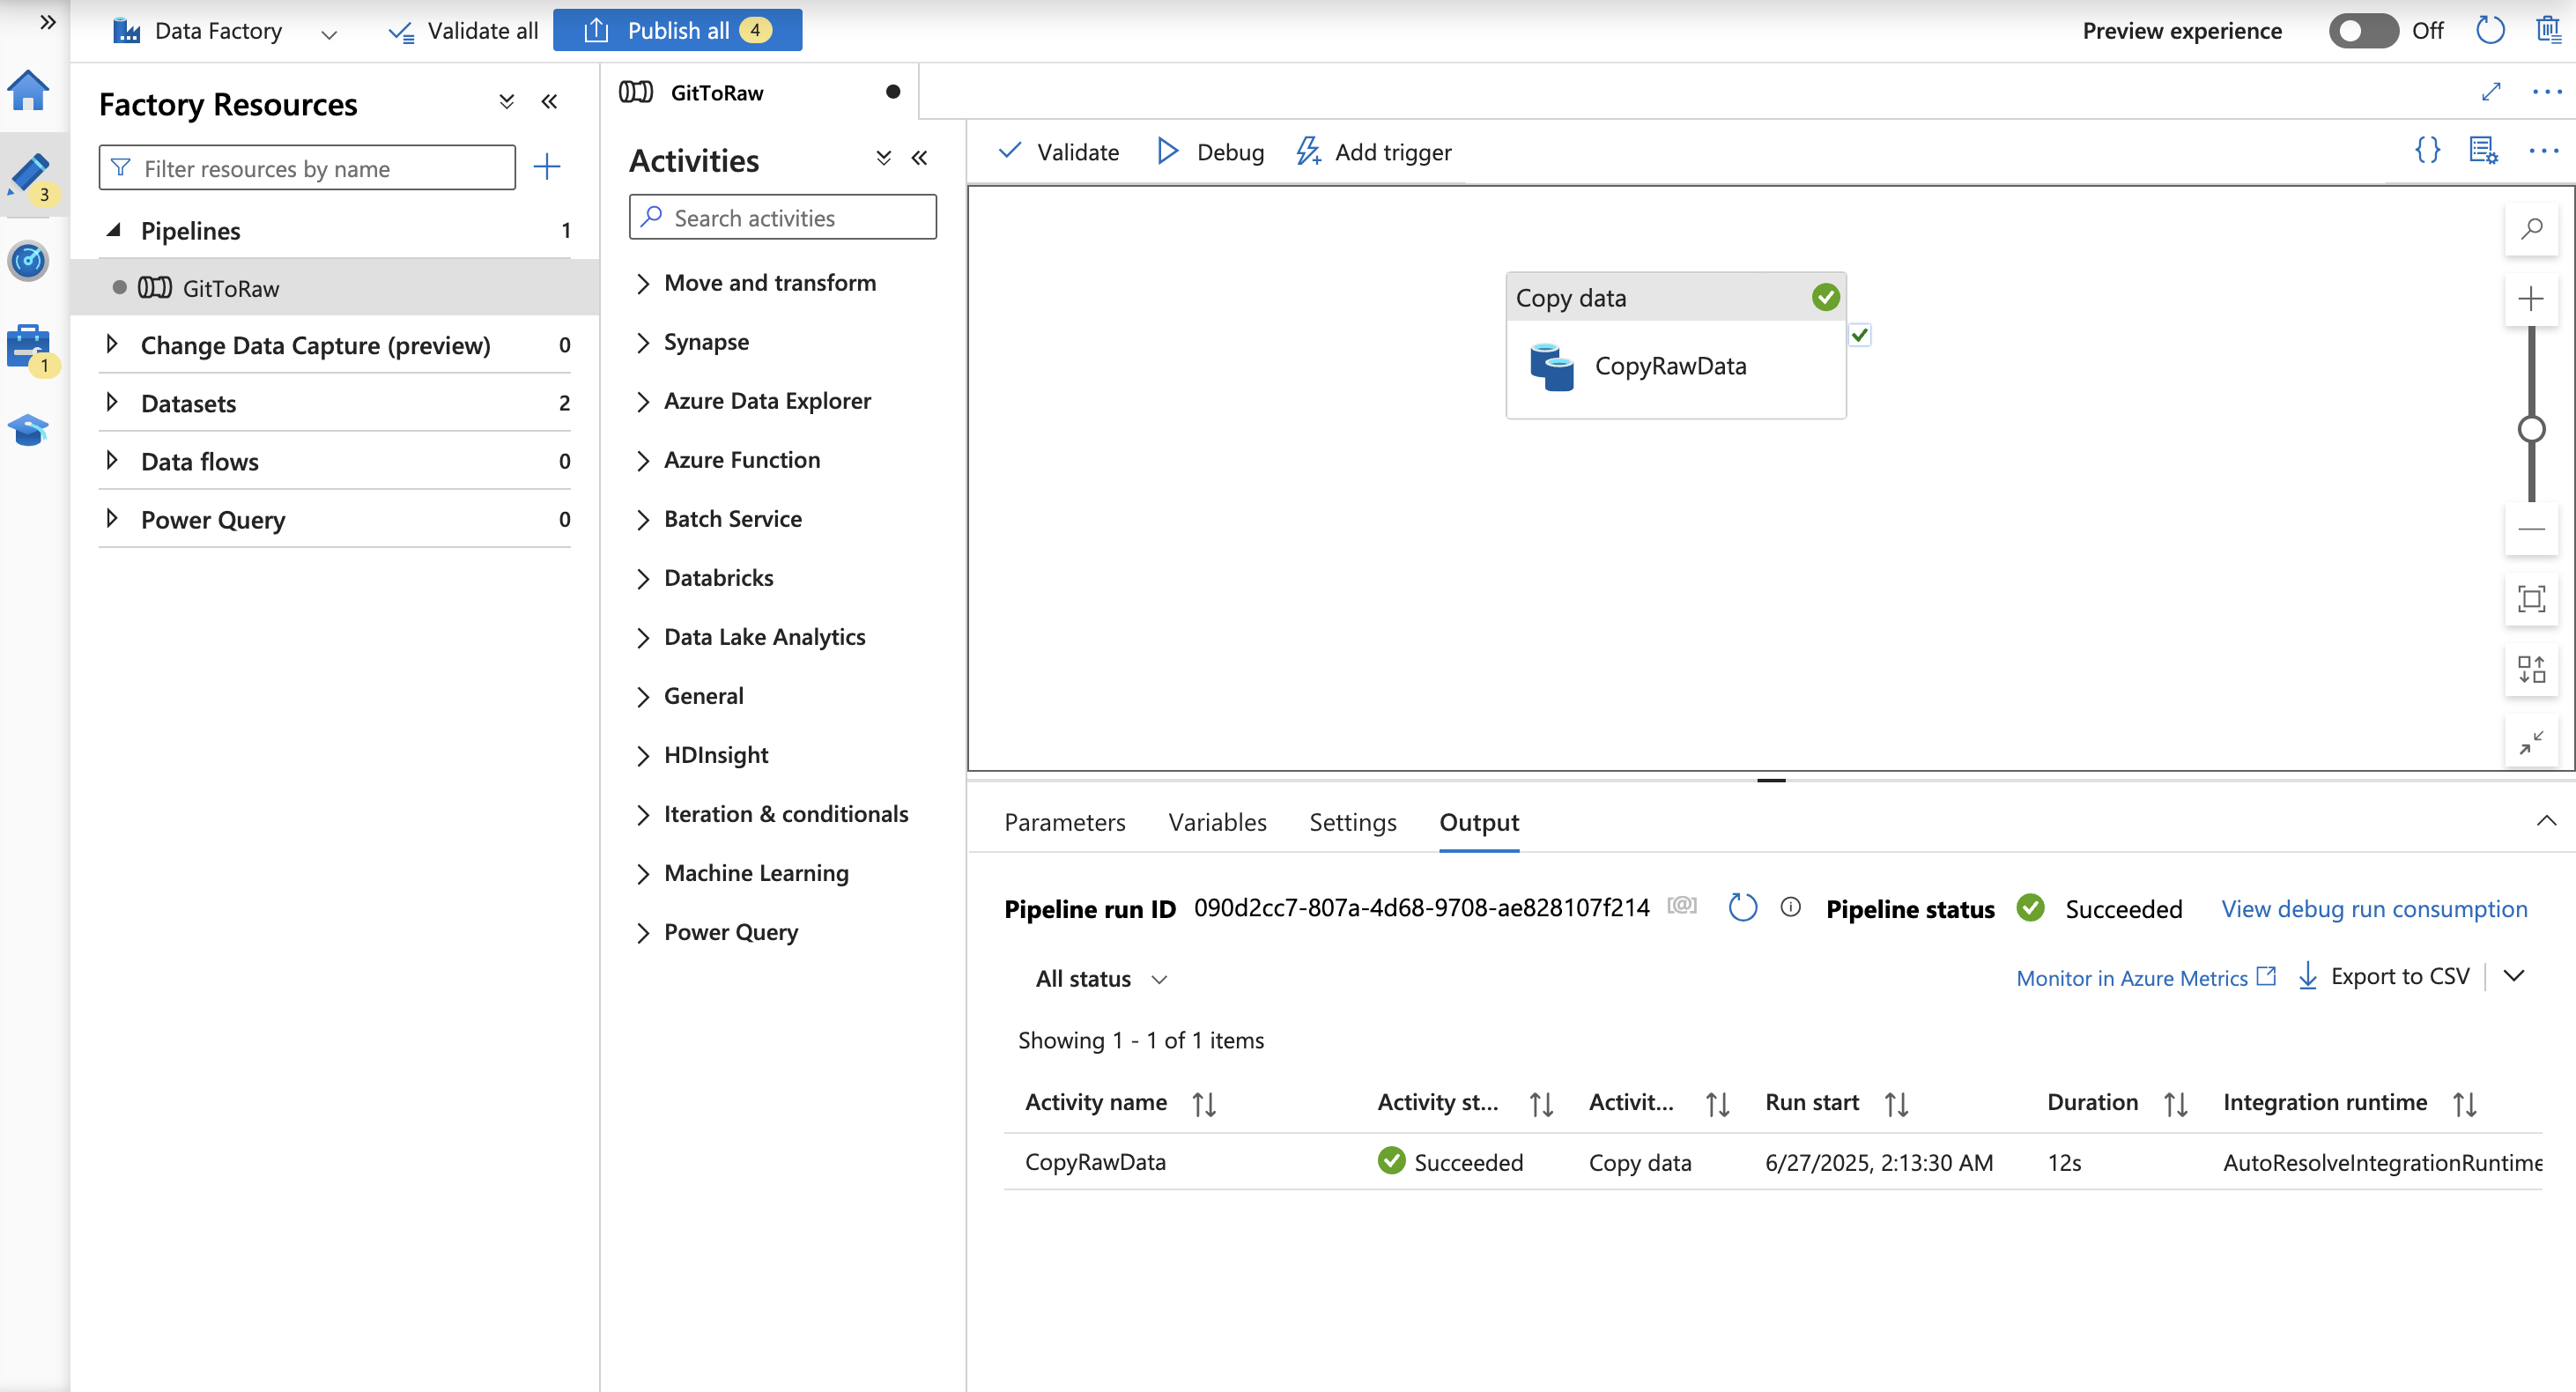 Data Factory
Validate all
Publish all 4
Preview experience
Off
3
1
Factory Resources
Filter resources by name
Pipelines 1
GitToRaw
Change Data Capture (preview) 0
Datasets 2
Data flows 0
Power Query 0
GitToRaw
Activities
Search activities
Move and transform
Synapse
Azure Data Explorer
Azure Function
Batch Service
Databricks
Data Lake Analytics
General
HDInsight
Iteration & conditionals
Machine Learning
Power Query
Validate
Debug
Add trigger
{}
Copy data
CopyRawData
Parameters Variables Settings Output
Pipeline run ID 090d2cc7-807a-4d68-9708-ae828107f214 [@] Pipeline status Succeeded View debug run consumption
All status
Monitor in Azure Metrics Export to CSV
Showing 1 - 1 of 1 items
Activity name Activity st... Activit... Run start Duration Integration runtime
CopyRawData Succeeded Copy data 6/27/2025, 2:13:30 AM 12s AutoResolveIntegrationRuntime